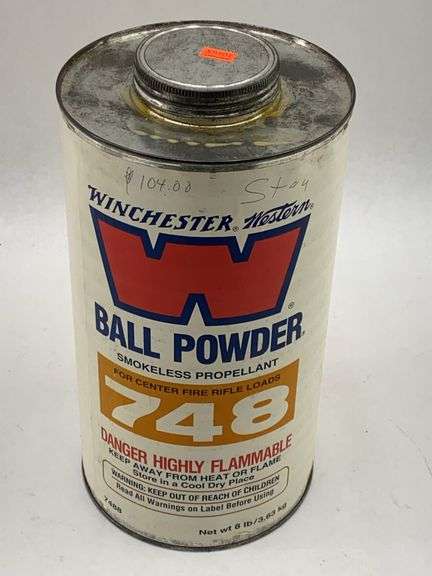 $104.00
WINCHESTER® Western®
W®
BALL POWDER®
SMOKELESS PROPELLANT
FOR CENTER FIRE RIFLE LOADS
748
DANGER HIGHLY FLAMMABLE
KEEP AWAY FROM HEAT OR FLAME
Store in a Cool Dry Place
WARNING: KEEP OUT OF REACH OF CHILDREN
Read All Warnings on Label Before Using
7488
Net wt 8 lb/3.63 kg